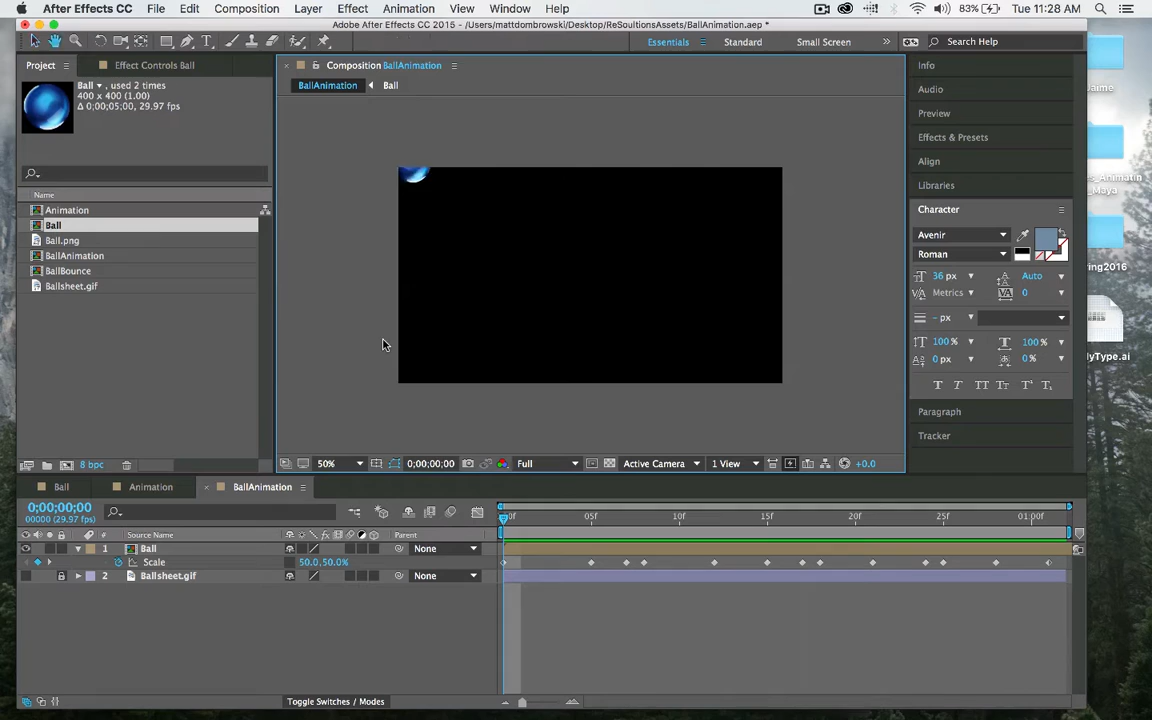 After Effects CC File Edit Composition Layer Effect Animation View Window Help 83% Tue 11:28 AM
Adobe After Effects CC 2015 - /Users/mattdombrowski/Desktop/ReSoultionsAssets/BallAnimation.aep *
Essentials Standard Small Screen Search Help
Project Effect Controls Ball
Composition BallAnimation
Info
Ball , used 2 times
400 x 400 (1.00)
Δ 0;00;05;00, 29.97 fps
BallAnimation Ball
Audio
Preview
Effects & Presets
Align
Libraries
Name
Animation
Ball
Ball.png
BallAnimation
BallBounce
Ballsheet.gif
Character
Avenir
Roman
36 px Auto
Metrics 0
- px
100 % 100 %
0 px 0 %
Paragraph
Tracker
8 bpc
50% 0;00;00;00 Full Active Camera 1 View +0.0
Ball Animation BallAnimation
0;00;00;00
00000 (29.97 fps)
05f 10f 15f 20f 25f 01:00f
# Source Name Parent
1 Ball None
Scale 50.0,50.0%
2 Ballsheet.gif None
Toggle Switches / Modes
Jaime
Maya
ring2016
lyType.ai